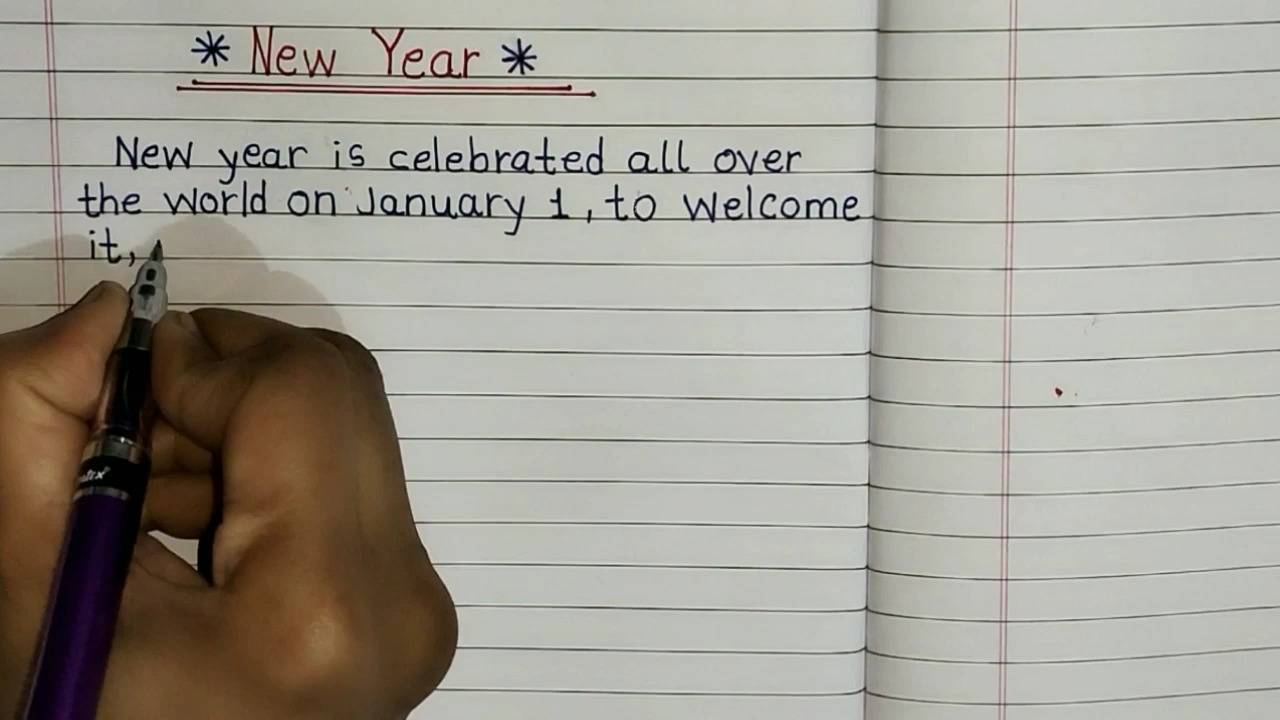 * New Year *
New year is celebrated all over
the world on January 1, to welcome
it,